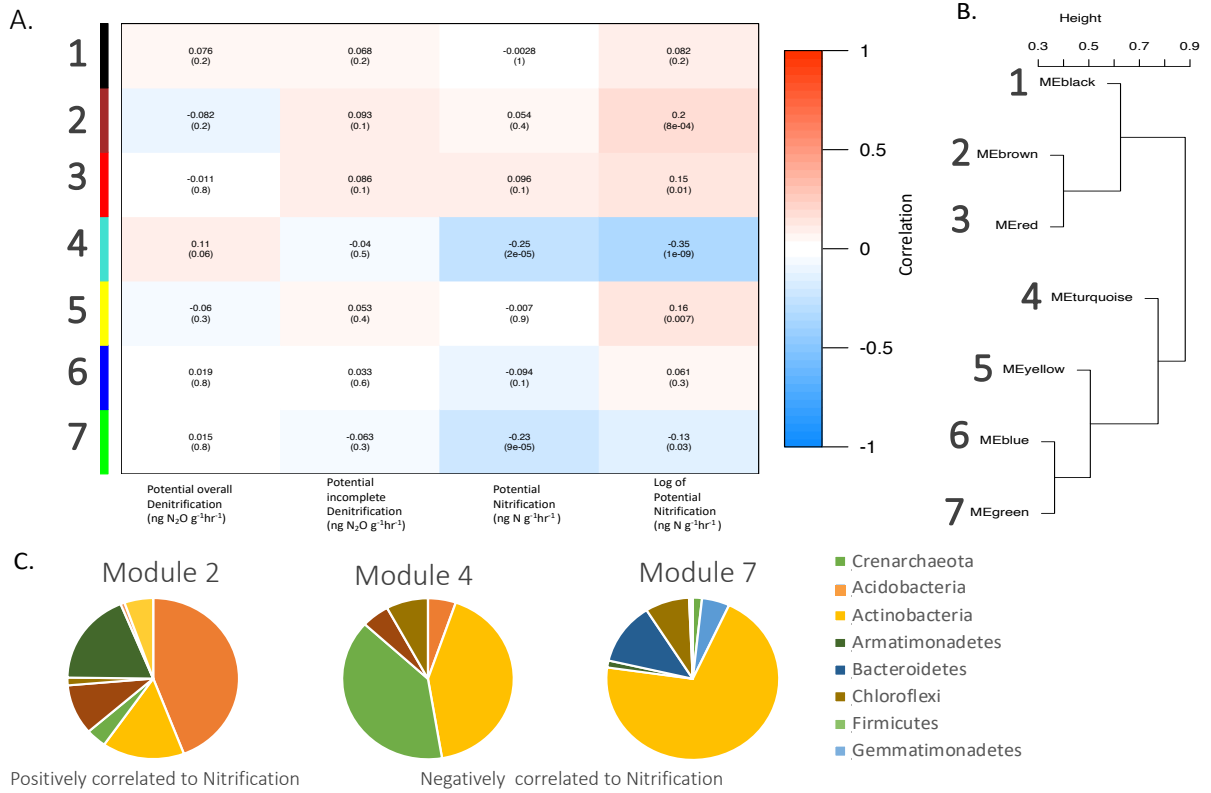 A.
1
0.076
(0.2)
0.068
(0.2)
-0.0028
(1)
0.082
(0.2)
2
-0.082
(0.2)
0.093
(0.1)
0.054
(0.4)
0.2
(8e-04)
3
-0.011
(0.8)
0.086
(0.1)
0.096
(0.1)
0.15
(0.01)
4
0.11
(0.06)
-0.04
(0.5)
-0.25
(2e-05)
-0.35
(1e-09)
5
-0.06
(0.3)
0.053
(0.4)
-0.007
(0.9)
0.16
(0.007)
6
0.019
(0.8)
0.033
(0.6)
-0.094
(0.1)
0.061
(0.3)
7
0.015
(0.8)
-0.063
(0.3)
-0.23
(9e-05)
-0.13
(0.03)
Potential overall
Denitrification
(ng N₂O g⁻¹hr⁻¹)
Potential
incomplete
Denitrification
(ng N₂O g⁻¹hr⁻¹)
Potential
Nitrification
(ng N g⁻¹hr⁻¹)
Log of
Potential
Nitrification
(ng N g⁻¹hr⁻¹)
1
0.5
0
-0.5
-1
Correlation
B.
Height
0.3 0.5 0.7 0.9
1 MEblack
2 MEbrown
3 MEred
4 MEturquoise
5 MEyellow
6 MEblue
7 MEgreen
C.
Module 2
Module 4
Module 7
Positively correlated to Nitrification
Negatively correlated to Nitrification
Crenarchaeota
Acidobacteria
Actinobacteria
Armatimonadetes
Bacteroidetes
Chloroflexi
Firmicutes
Gemmatimonadetes